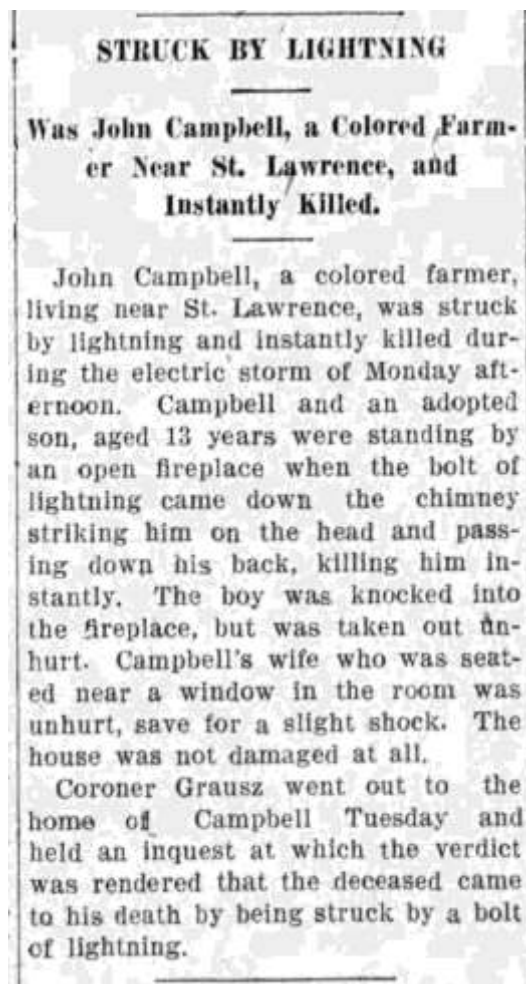 STRUCK BY LIGHTNING
Was John Campbell, a Colored Farm-
er Near St. Lawrence, and
Instantly Killed.
John Campbell, a colored farmer,
living near St. Lawrence, was struck
by lightning and instantly killed dur-
ing the electric storm of Monday aft-
ernoon. Campbell and an adopted
son, aged 13 years were standing by
an open fireplace when the bolt of
lightning came down the chimney
striking him on the head and pass-
ing down his back, killing him in-
stantly. The boy was knocked into
the fireplace, but was taken out un-
hurt. Campbell's wife who was seat-
ed near a window in the room was
unhurt, save for a slight shock. The
house was not damaged at all.
Coroner Grausz went out to the
home of Campbell Tuesday and
held an inquest at which the verdict
was rendered that the deceased came
to his death by being struck by a bolt
of lightning.